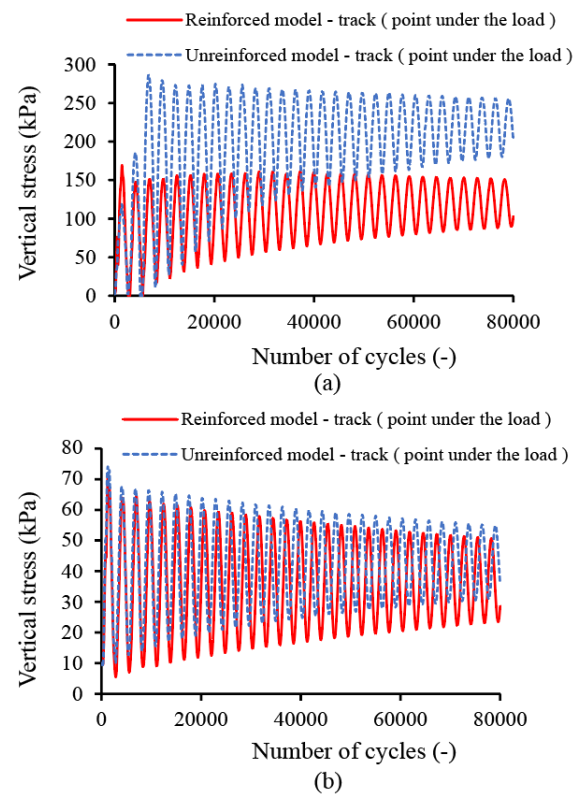 Reinforced model - track ( point under the load )
Unreinforced model - track ( point under the load )
Vertical stress (kPa)
300
250
200
150
100
50
0
0 20000 40000 60000 80000
Number of cycles (-)
(a)
Reinforced model - track ( point under the load )
Unreinforced model - track ( point under the load )
Vertical stress (kPa)
80
70
60
50
40
30
20
10
0
0 20000 40000 60000 80000
Number of cycles (-)
(b)